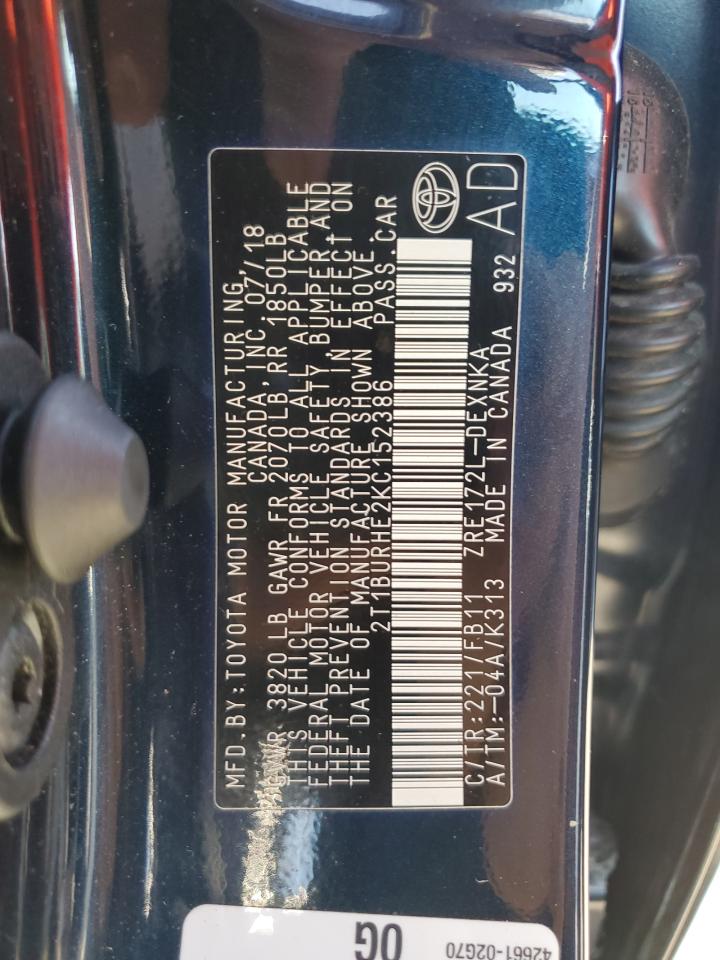 MFD.BY:TOYOTA MOTOR MANUFACTURING,
CANADA, INC. 07/18
GVWR 3820 LB GAWR FR 2070LB, RR 1850LB
THIS VEHICLE CONFORMS TO ALL APPLICABLE
FEDERAL MOTOR VEHICLE SAFETY, BUMPER, AND
THEFT PREVENTION STANDARDS IN EFFECT ON
THE DATE OF MANUFACTURE SHOWN ABOVE.
2T1BURHE2KC152386 PASS. CAR
C/TR:221/FB11 ZRE172L-DEXNKA
A/TM:-04A/K313 MADE IN CANADA 932
AD
0G
42661-02G70